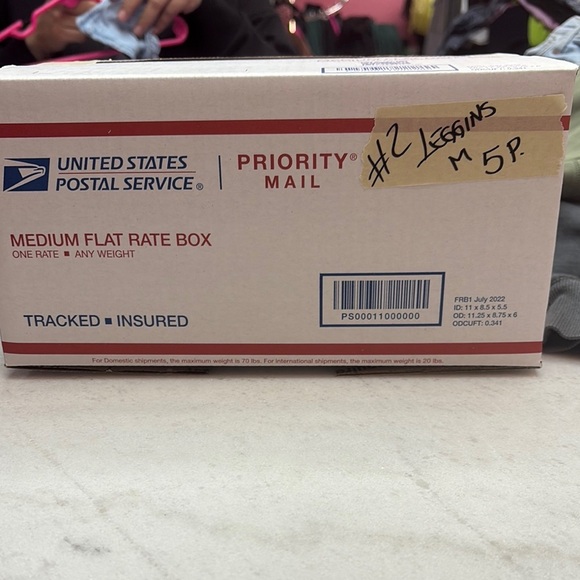 UNITED STATES
POSTAL SERVICE®
PRIORITY®
MAIL
#2 LEGGINS
M 5P.
MEDIUM FLAT RATE BOX
ONE RATE ■ ANY WEIGHT
TRACKED ■ INSURED
PS00011000000
FRB1 July 2022
ID: 11 x 8.5 x 5.5
OD: 11.25 x 8.75 x 6
ODCUFT: 0.341
For Domestic shipments, the maximum weight is 70 lbs. For International shipments, the maximum weight is 20 lbs.